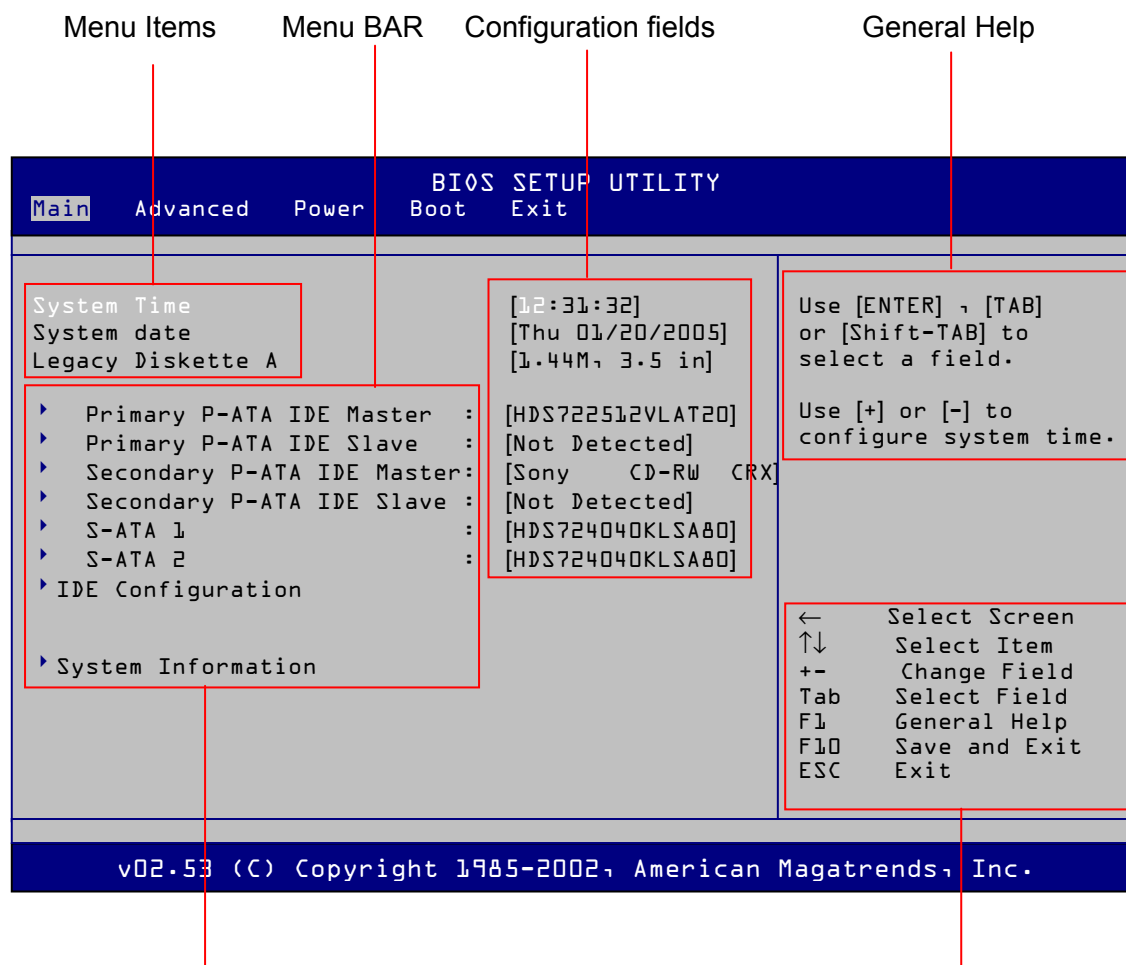 Menu Items Menu BAR Configuration fields General Help
BIOS SETUP UTILITY
Main Advanced Power Boot Exit
System Time [12:31:32]
System date [Thu 01/20/2005]
Legacy Diskette A [1.44M, 3.5 in]
Primary P-ATA IDE Master : [HDS722512VLAT20]
Primary P-ATA IDE Slave : [Not Detected]
Secondary P-ATA IDE Master: [Sony CD-RW CRX]
Secondary P-ATA IDE Slave : [Not Detected]
S-ATA 1 : [HDS724040KLSA80]
S-ATA 2 : [HDS724040KLSA80]
IDE Configuration
System Information
Use [ENTER] , [TAB]
or [Shift-TAB] to
select a field.
Use [+] or [-] to
configure system time.
← Select Screen
↑↓ Select Item
+- Change Field
Tab Select Field
F1 General Help
F10 Save and Exit
ESC Exit
v02.53 (C) Copyright 1985-2002, American Magatrends, Inc.